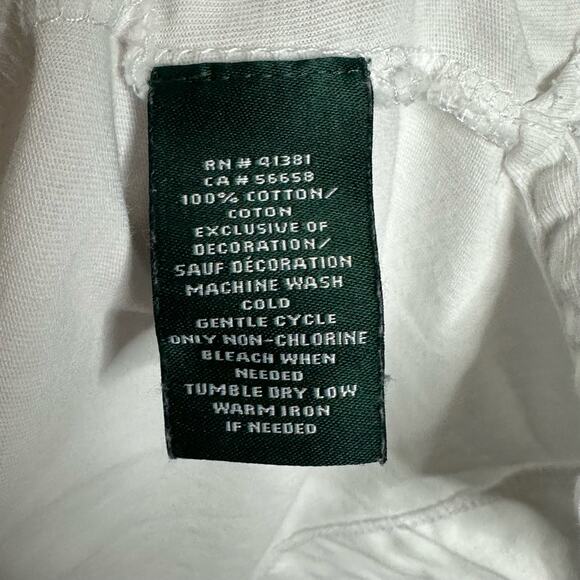 RN # 41381
CA # 56658
100% COTTON/
COTON
EXCLUSIVE OF
DECORATION/
SAUF DÉCORATION
MACHINE WASH
COLD
GENTLE CYCLE
ONLY NON-CHLORINE
BLEACH WHEN
NEEDED
TUMBLE DRY LOW
WARM IRON
IF NEEDED